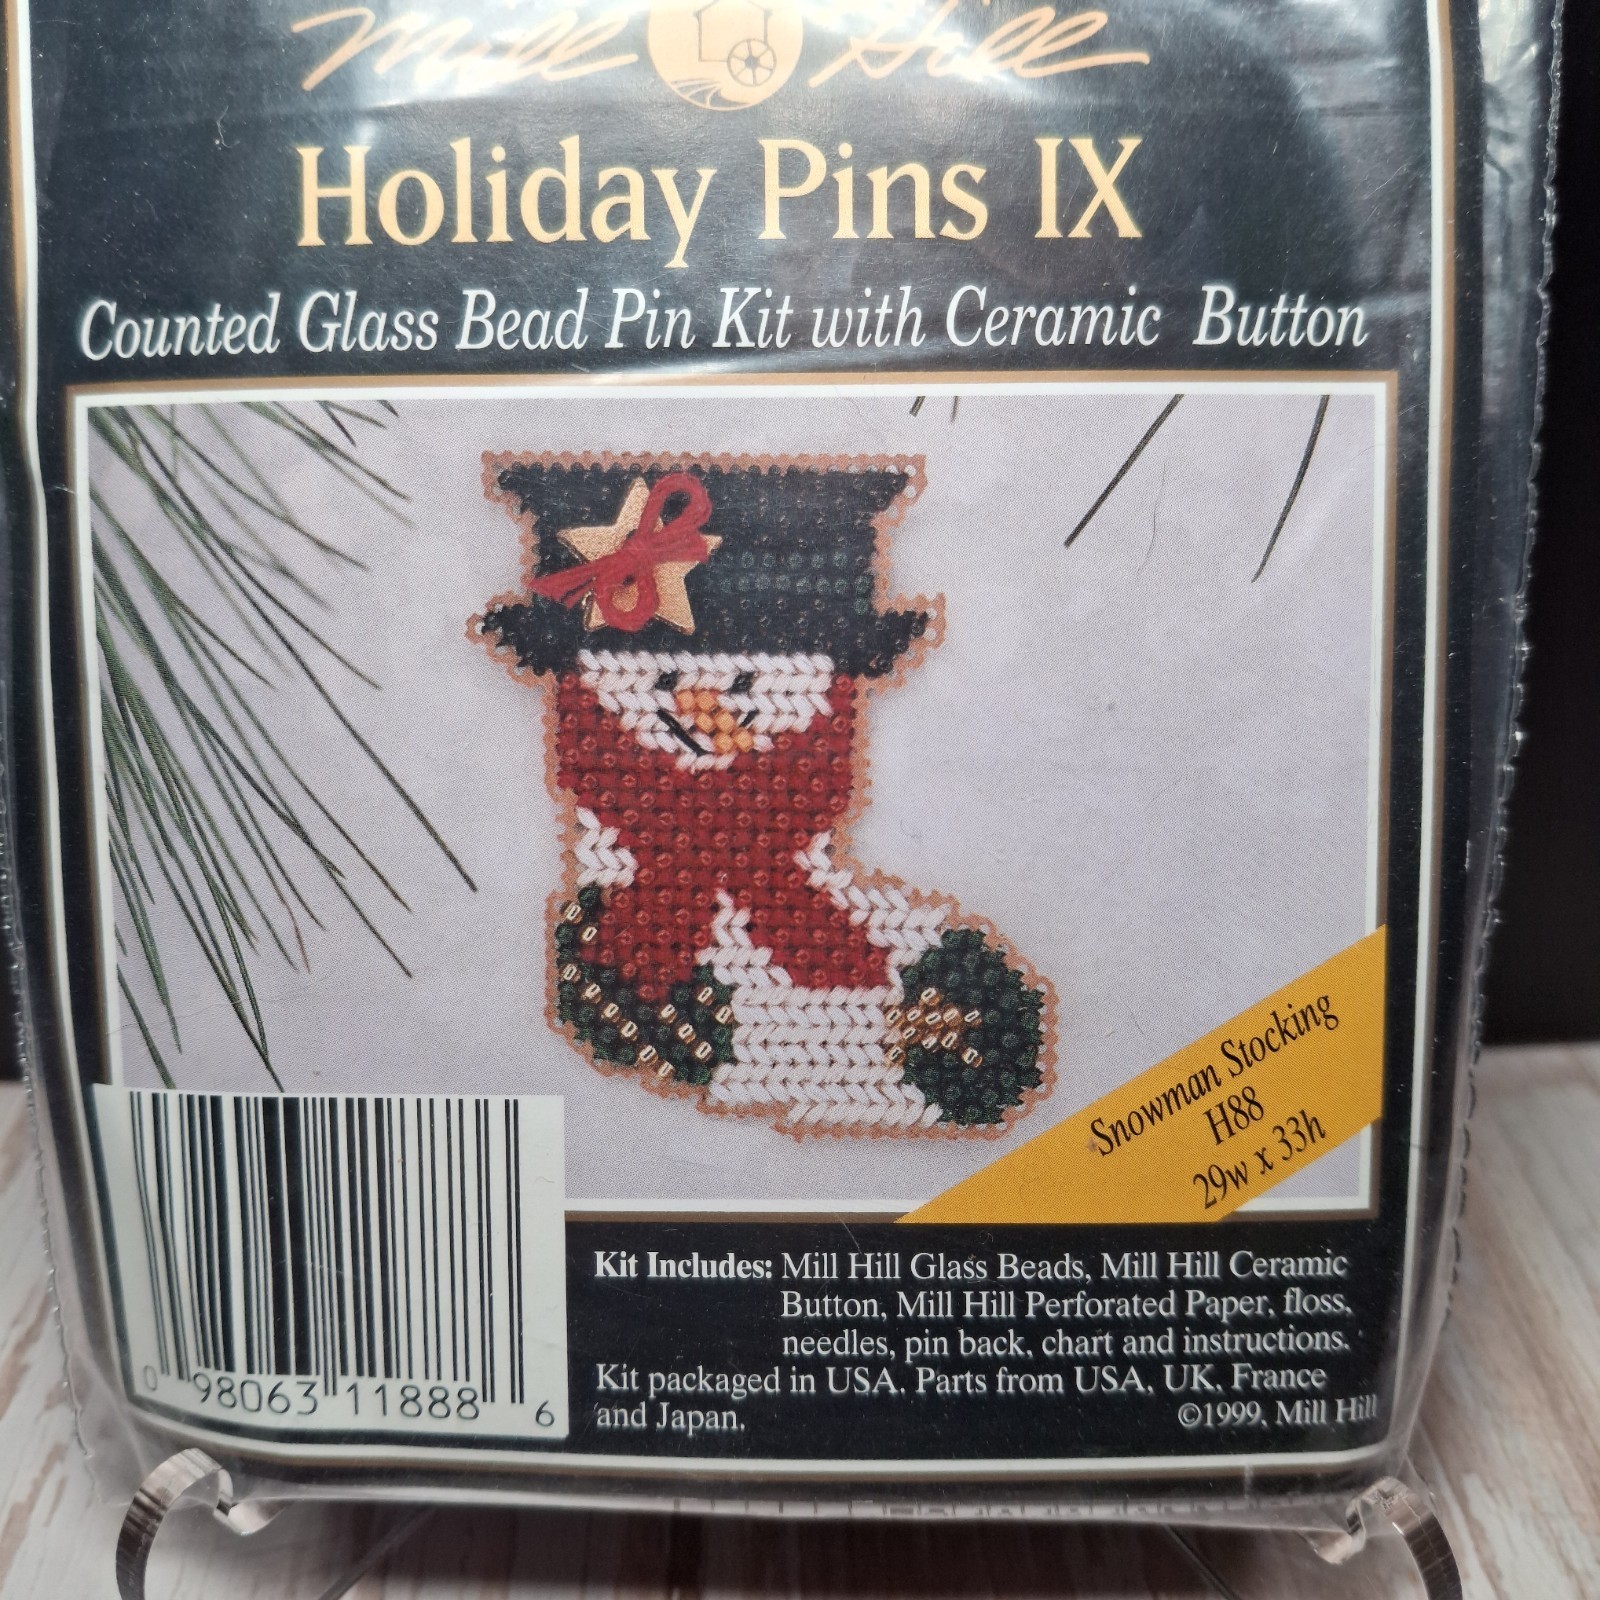 Mill Hill
Holiday Pins IX
Counted Glass Bead Pin Kit with Ceramic Button
Snowman Stocking
H88
29w x 33h
Kit Includes: Mill Hill Glass Beads, Mill Hill Ceramic
Button, Mill Hill Perforated Paper, floss,
needles, pin back, chart and instructions.
Kit packaged in USA. Parts from USA, UK, France
and Japan.
©1999, Mill Hill
0 98063 11888 6